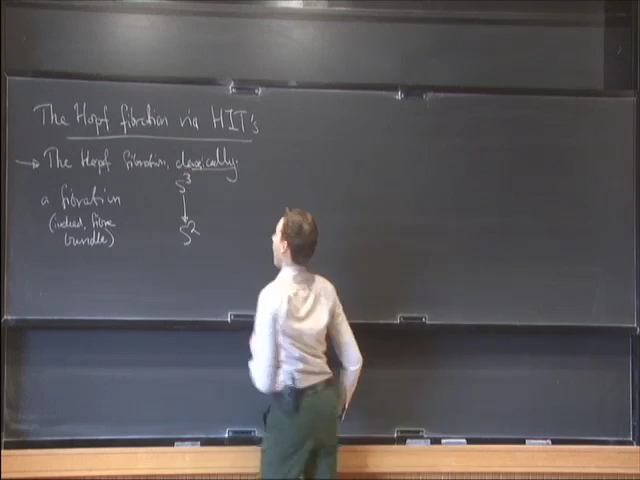 The Hopf fibration via HIT's
→ The Hopf fibration, classically:
S³
a fibration
↓
(indeed, fibre
S²
bundle)